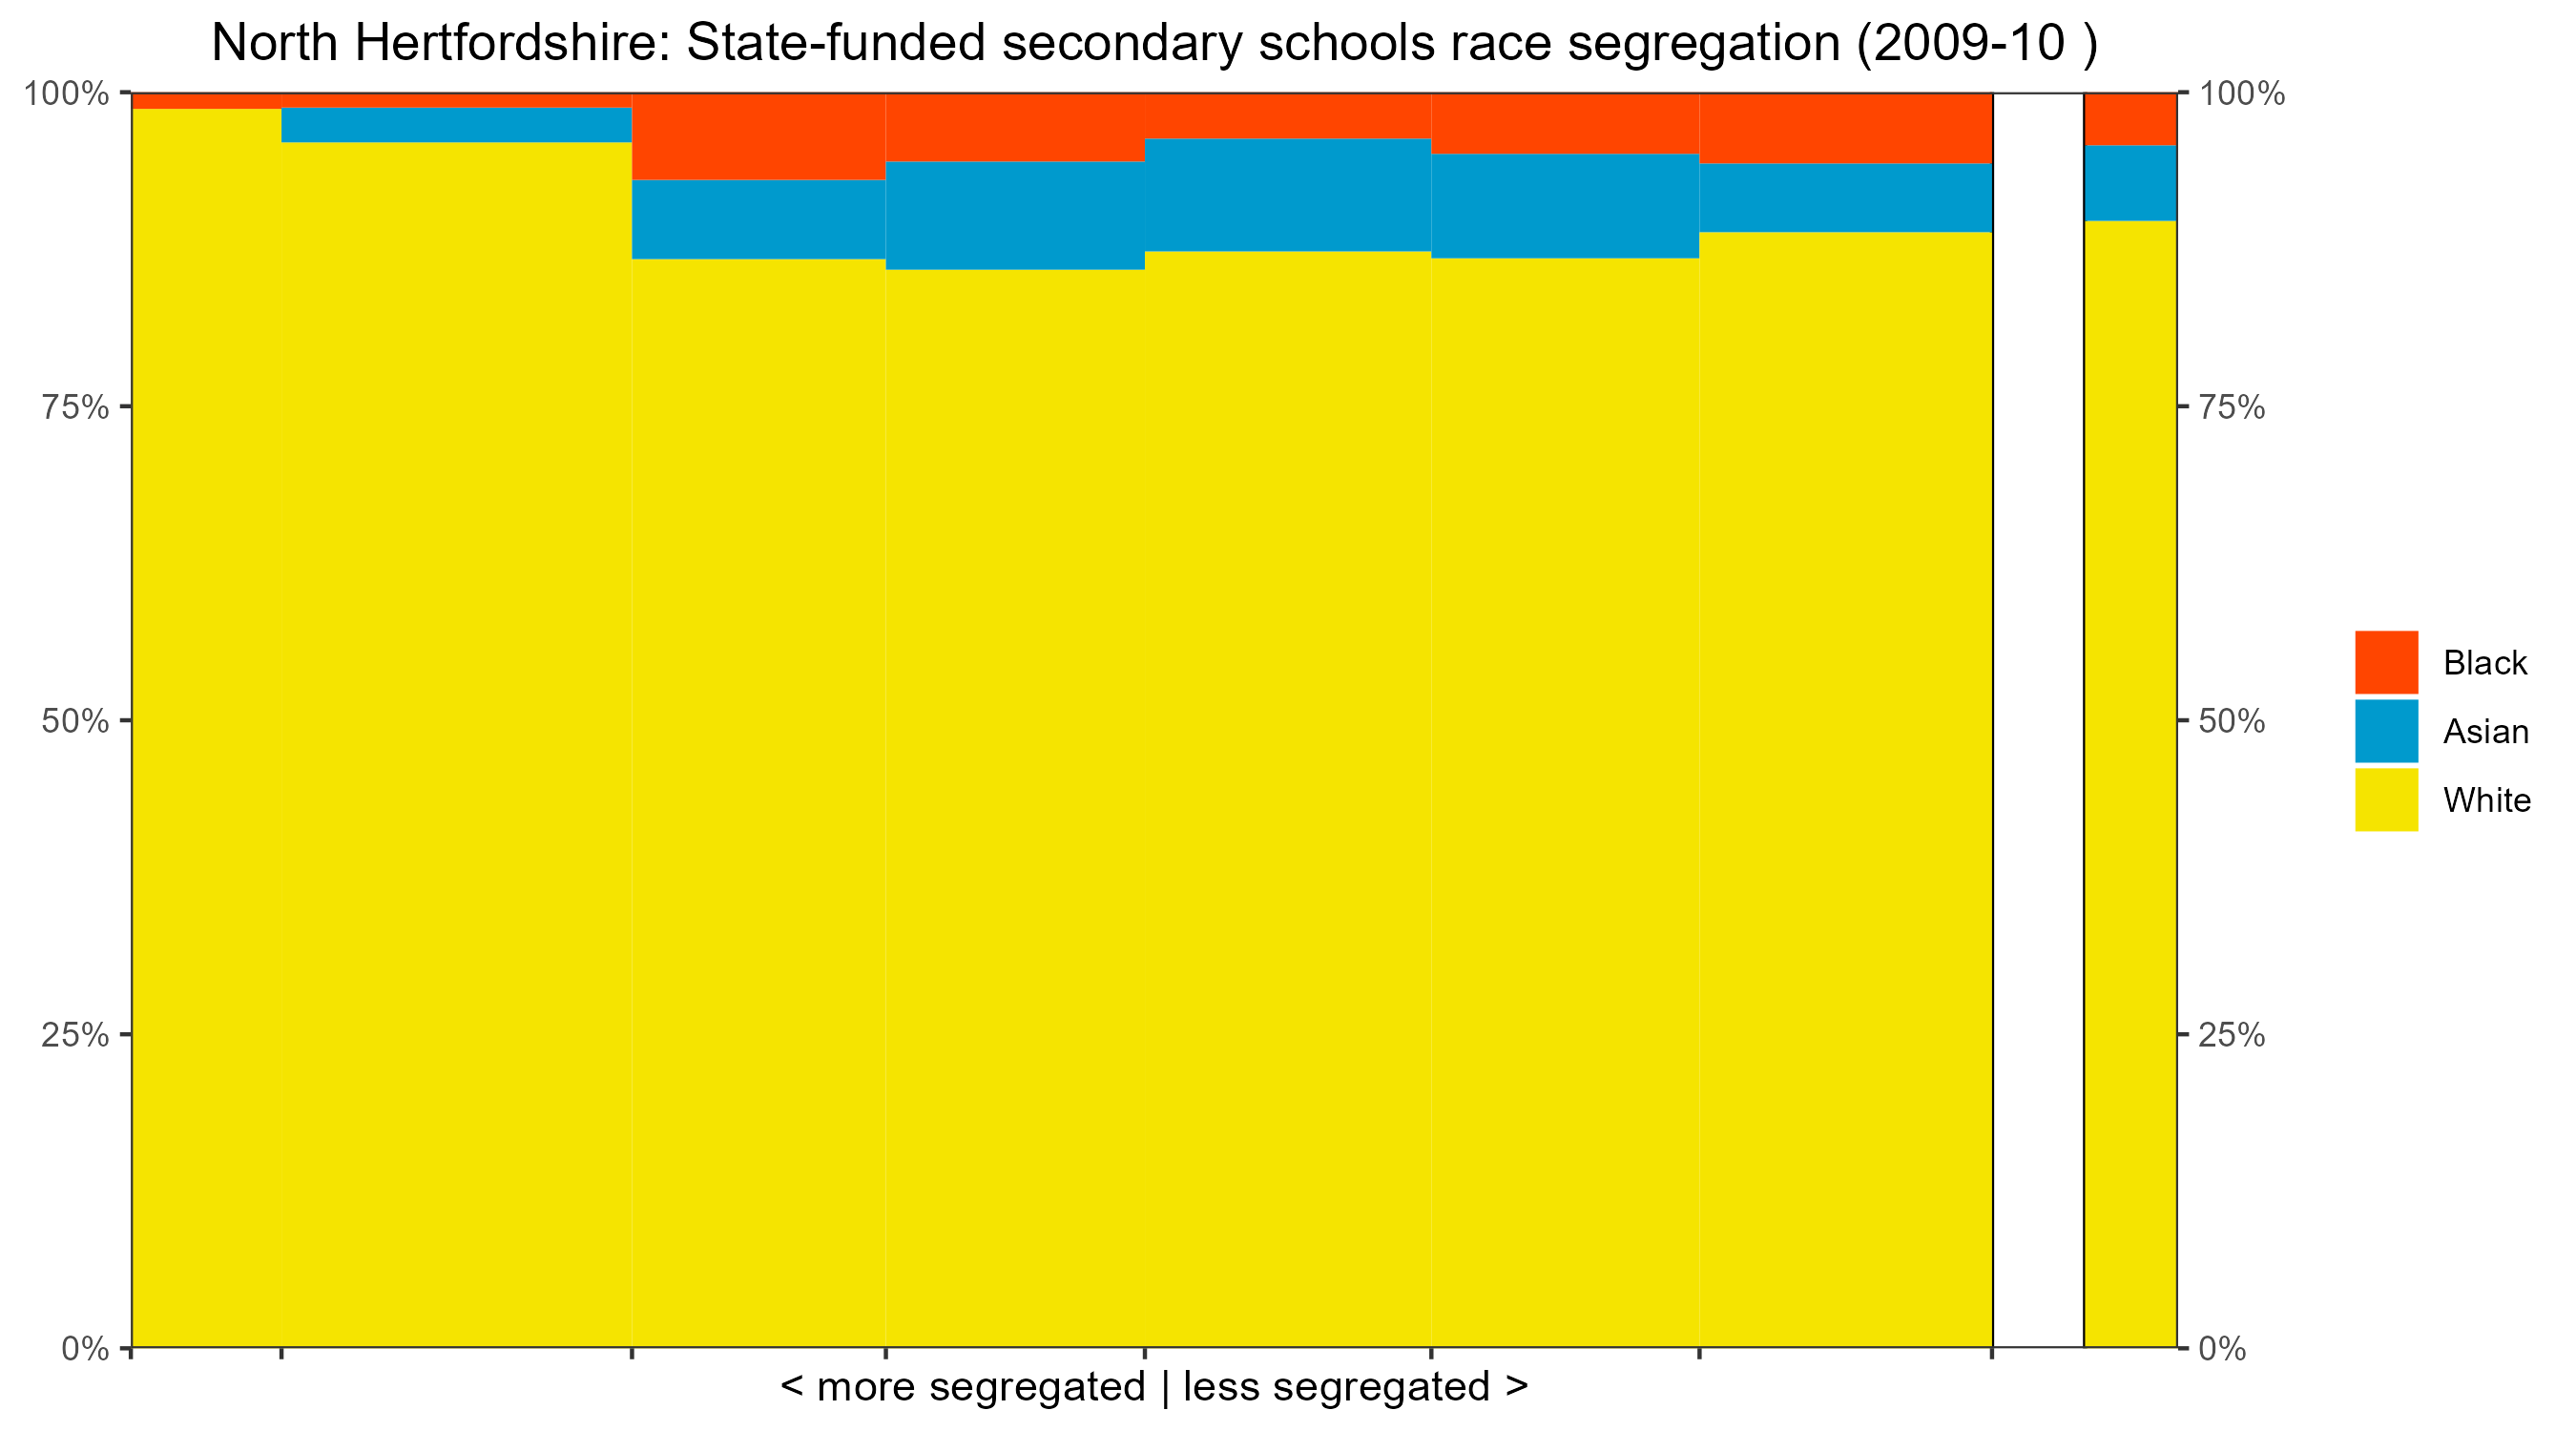 North Hertfordshire: State-funded secondary schools race segregation (2009-10 )
100%
75%
50%
25%
0%
100%
75%
50%
25%
0%
Black
Asian
White
< more segregated | less segregated >